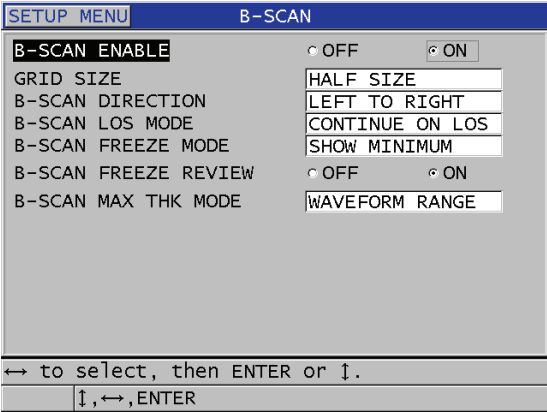 SETUP MENU B-SCAN
B-SCAN ENABLE OFF ON
GRID SIZE HALF SIZE
B-SCAN DIRECTION LEFT TO RIGHT
B-SCAN LOS MODE CONTINUE ON LOS
B-SCAN FREEZE MODE SHOW MINIMUM
B-SCAN FREEZE REVIEW OFF ON
B-SCAN MAX THK MODE WAVEFORM RANGE
↔ to select, then ENTER or ↕.
↕,↔,ENTER